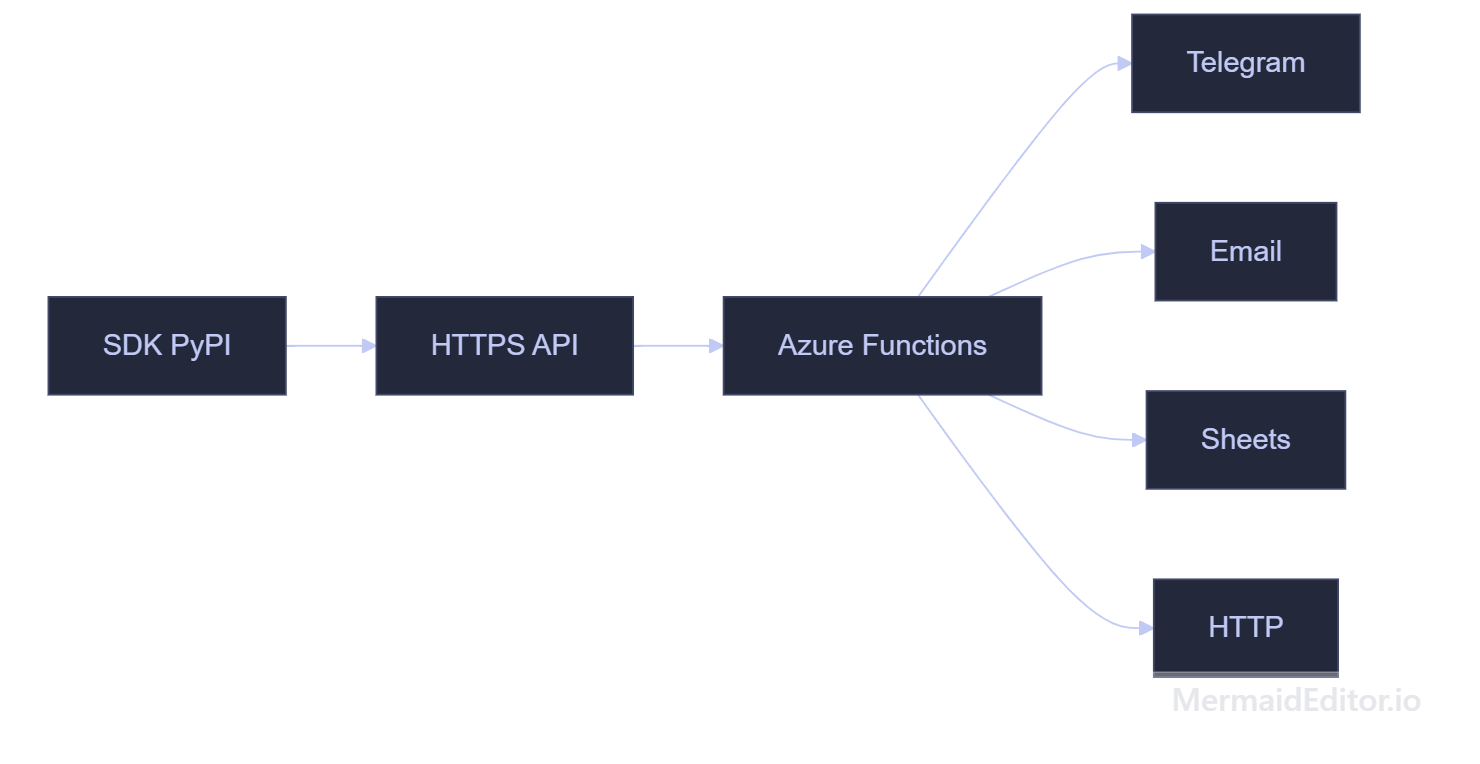 Telegram
Email
SDK PyPI
HTTPS API
Azure Functions
Sheets
HTTP
MermaidEditor.io